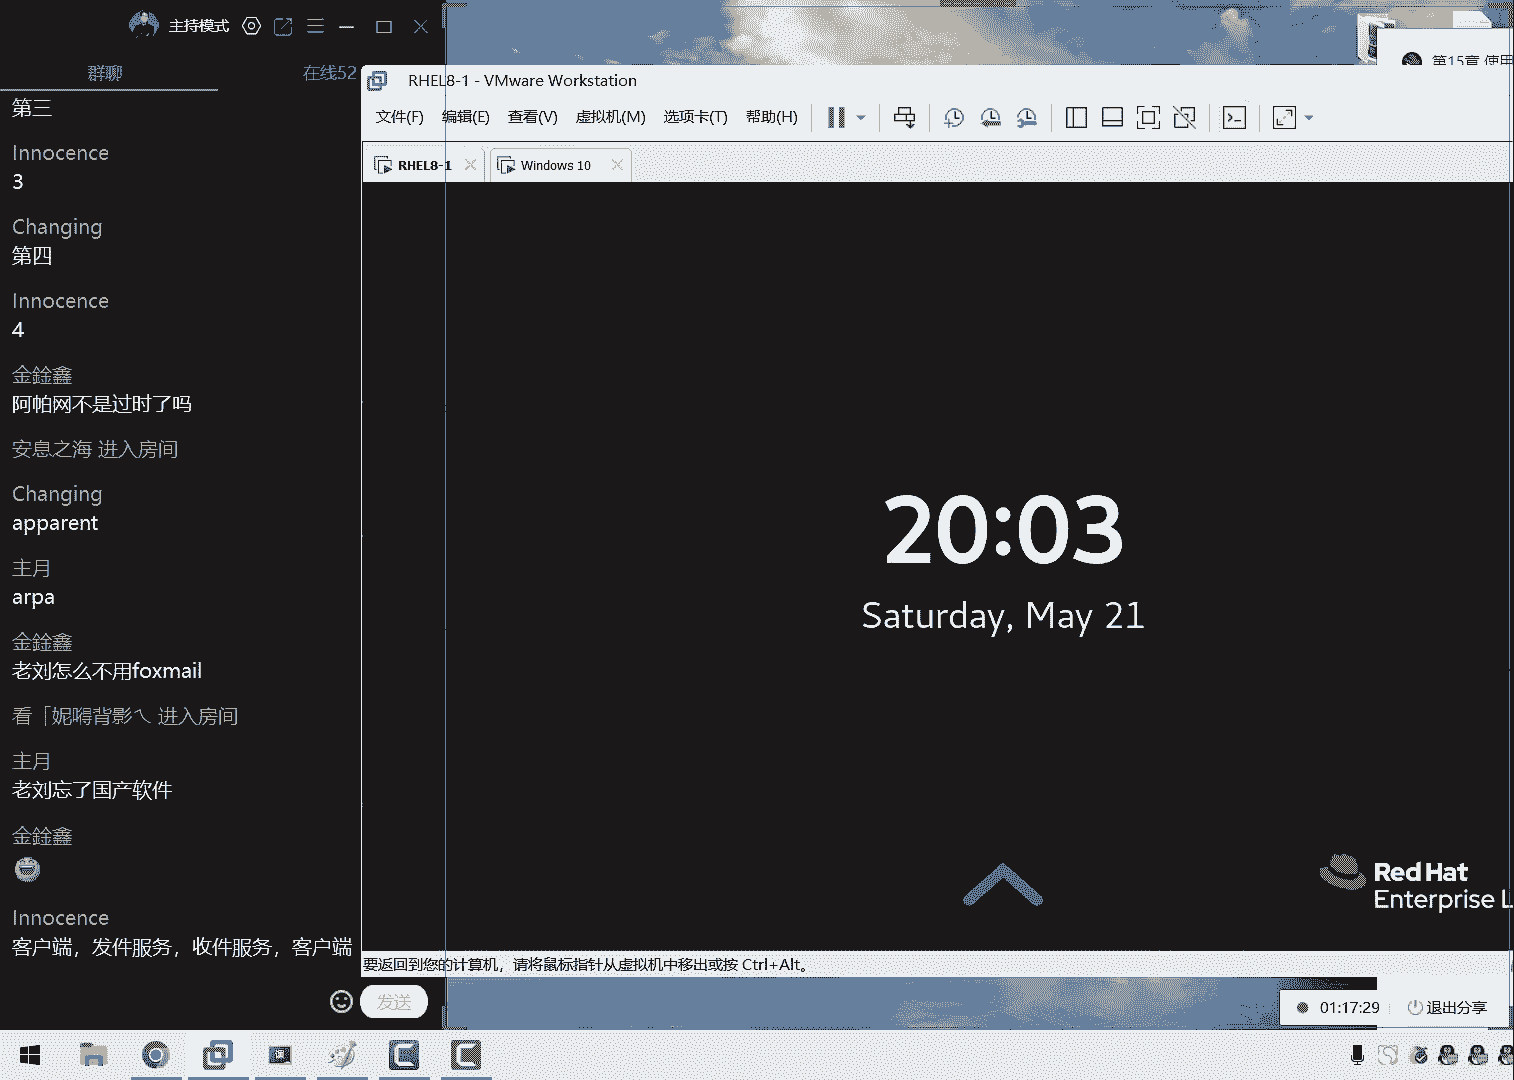 主持模式
群聊
在线52
第三
Innocence
3
Changing
第四
Innocence
4
金銓鑫
阿帕网不是过时了吗
安息之海 进入房间
Changing
apparent
主月
arpa
金銓鑫
老刘怎么不用foxmail
看「妮嘚背影乀 进入房间
主月
老刘忘了国产软件
金銓鑫
Innocence
客户端，发件服务，收件服务，客户端
发送
第15章 使用
RHEL8-1 - VMware Workstation
文件(F) 编辑(E) 查看(V) 虚拟机(M) 选项卡(T) 帮助(H)
RHEL8-1
Windows 10
20:03
Saturday, May 21
Red Hat
Enterprise L
要返回到您的计算机，请将鼠标指针从虚拟机中移出或按 Ctrl+Alt。
01:17:29
退出分享